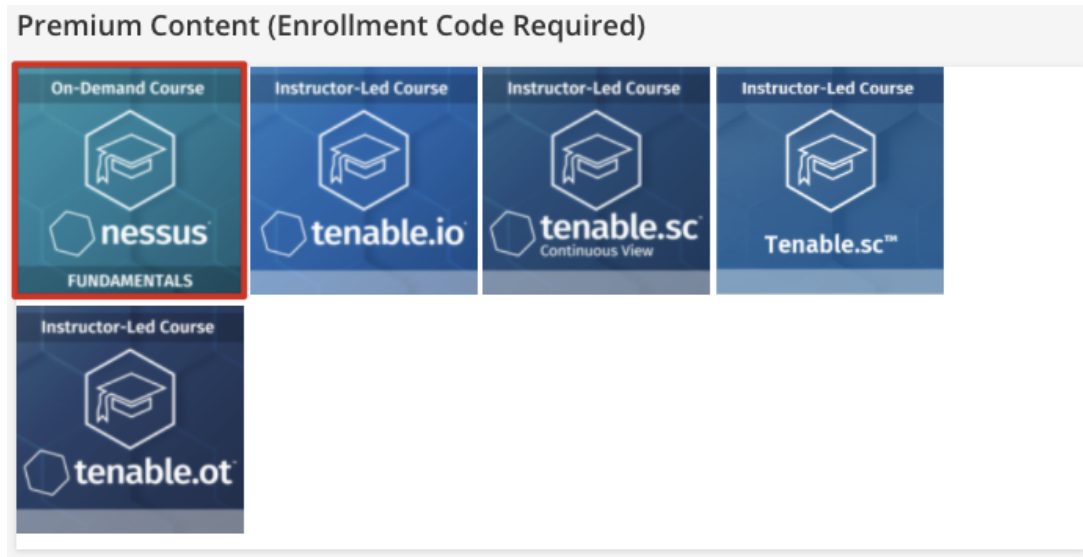 Premium Content (Enrollment Code Required)
On-Demand Course
nessus
FUNDAMENTALS
Instructor-Led Course
tenable.io
Instructor-Led Course
tenable.sc
Continuous View
Instructor-Led Course
Tenable.sc™
Instructor-Led Course
tenable.ot